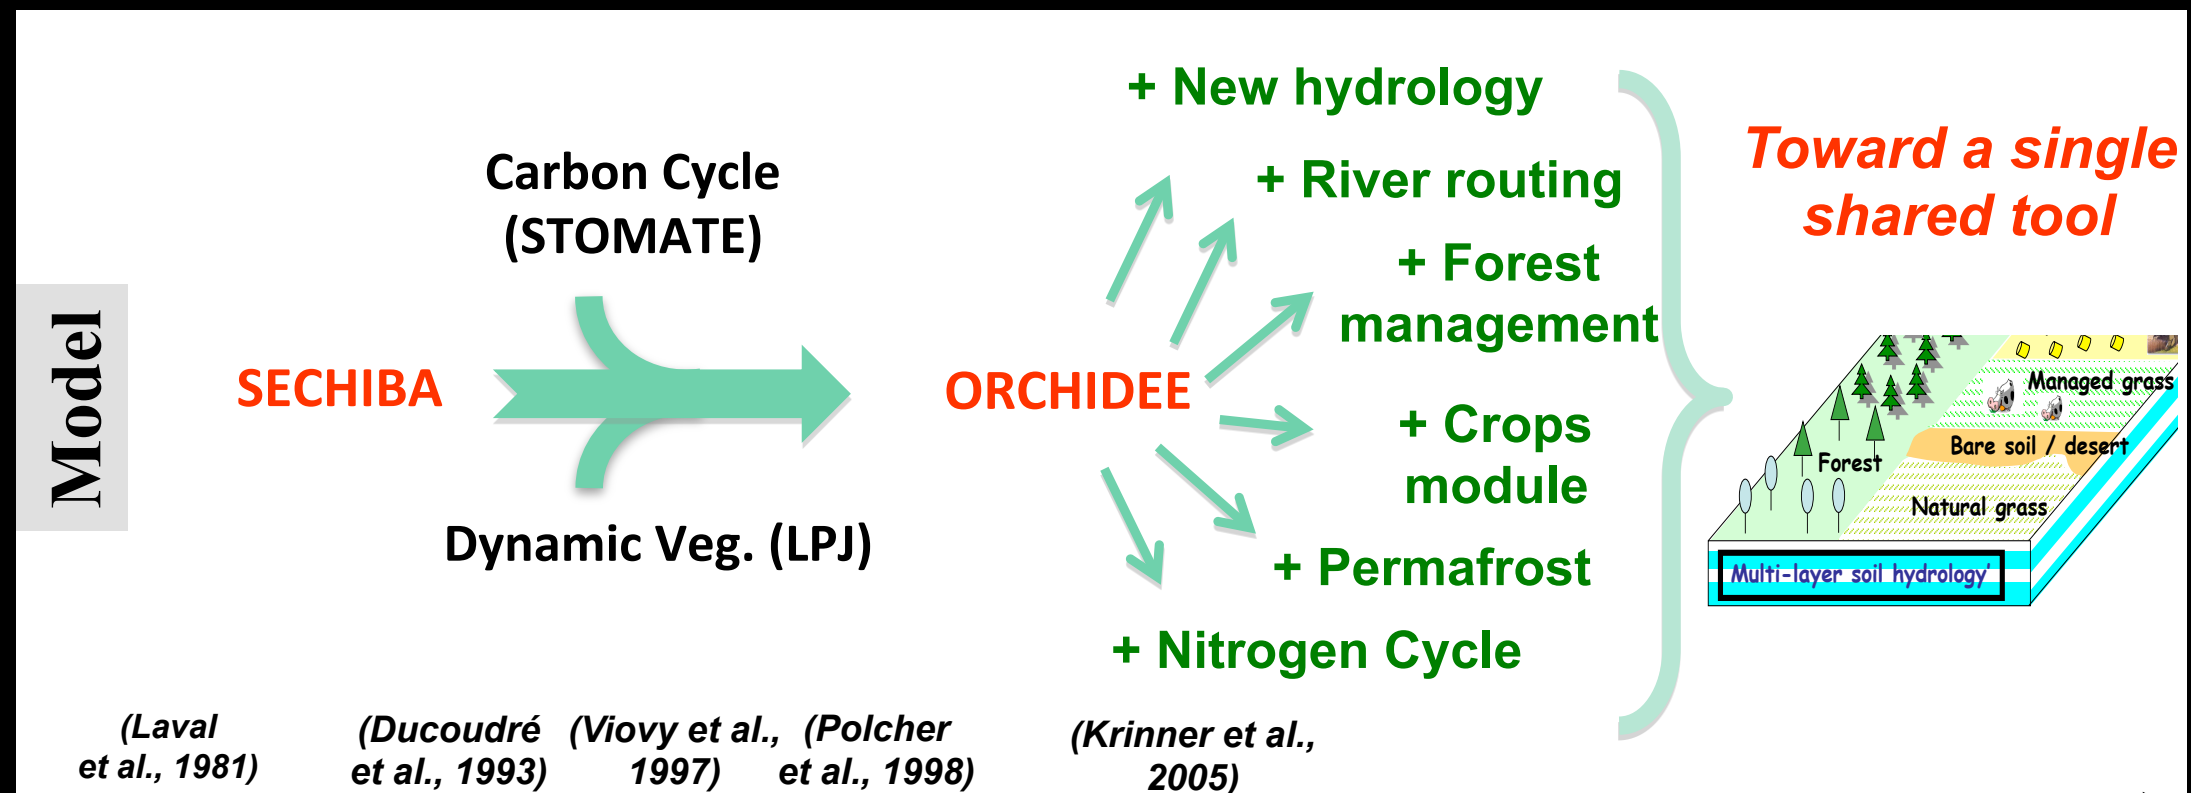 Model
SECHIBA
Carbon Cycle
(STOMATE)
Dynamic Veg. (LPJ)
ORCHIDEE
+ New hydrology
+ River routing
+ Forest
management
+ Crops
module
+ Permafrost
+ Nitrogen Cycle
Toward a single
shared tool
Managed grass
Bare soil / desert
Forest
Natural grass
Multi-layer soil hydrology'
(Laval
et al., 1981)
(Ducoudré
et al., 1993)
(Viovy et al.,
1997)
(Polcher
et al., 1998)
(Krinner et al.,
2005)